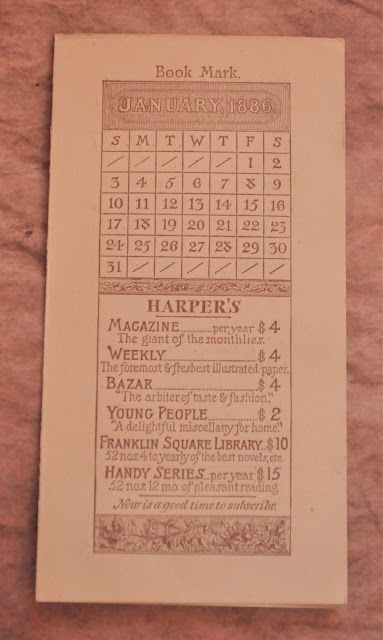 Book Mark.
JANUARY, 1886.
S M T W T F S
/ / / / / 1 2
3 4 5 6 7 8 9
10 11 12 13 14 15 16
17 18 19 20 21 22 23
24 25 26 27 28 29 30
31 / / / / / /
HARPER'S
MAGAZINE..........per year $ 4
The giant of the monthlies.
WEEKLY....................$ 4
The foremost & freshest illustrated paper.
BAZAR......................$ 4
"The arbiter of taste & fashion."
YOUNG PEOPLE..........$ 2
"A delightful miscellany for home."
FRANKLIN SQUARE LIBRARY..$10
52 nos. 4to yearly of the best novels, etc.
HANDY SERIES..per year $15
52 nos. 12mo. of pleasant reading
Now is a good time to subscribe.